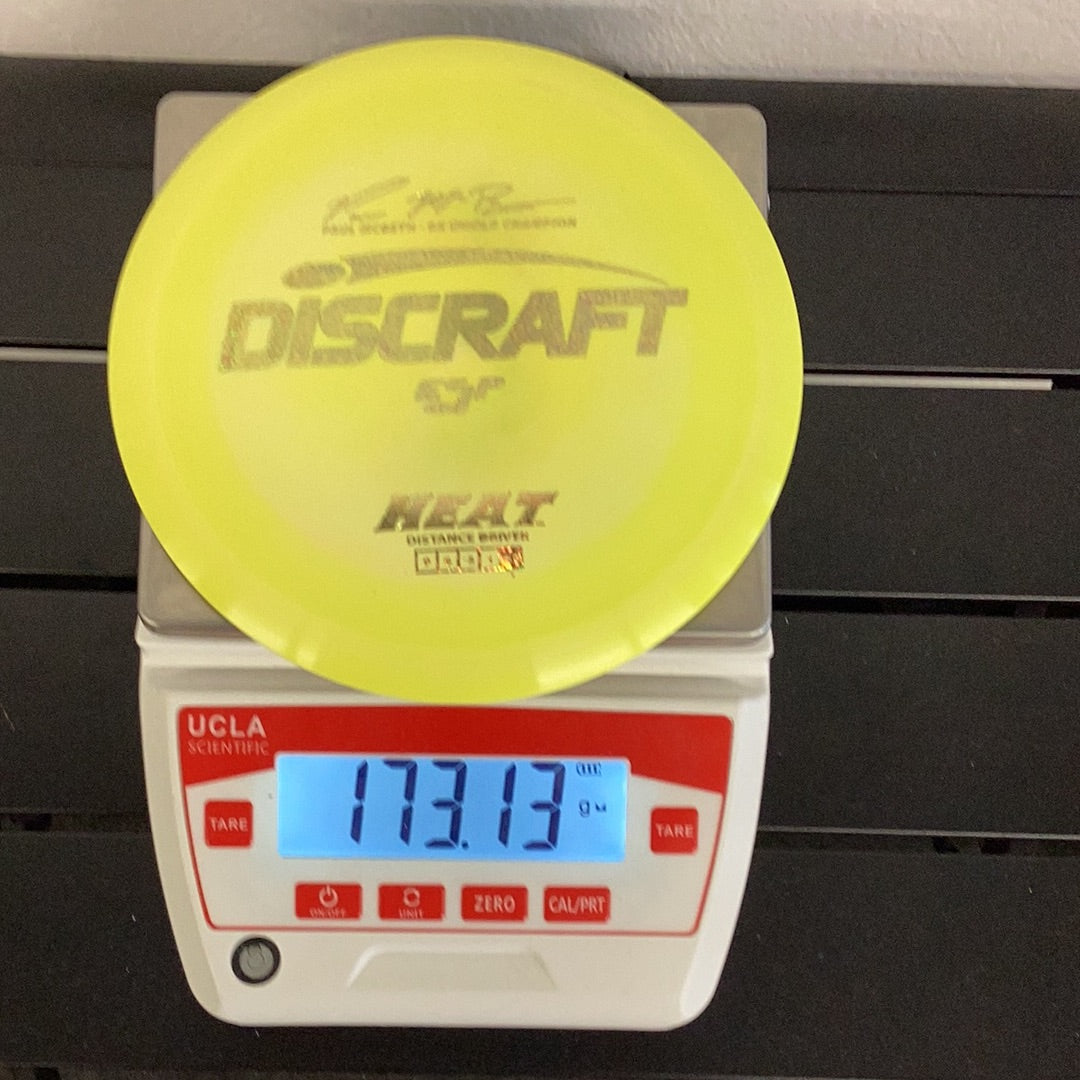 PAUL MCBETH - 5X WORLD CHAMPION
DISCRAFT
ESP
HEAT
DISTANCE DRIVER
UCLA
SCIENTIFIC
173.13 g
TARE
TARE
ON/OFF
UNIT
ZERO
CAL/PRT